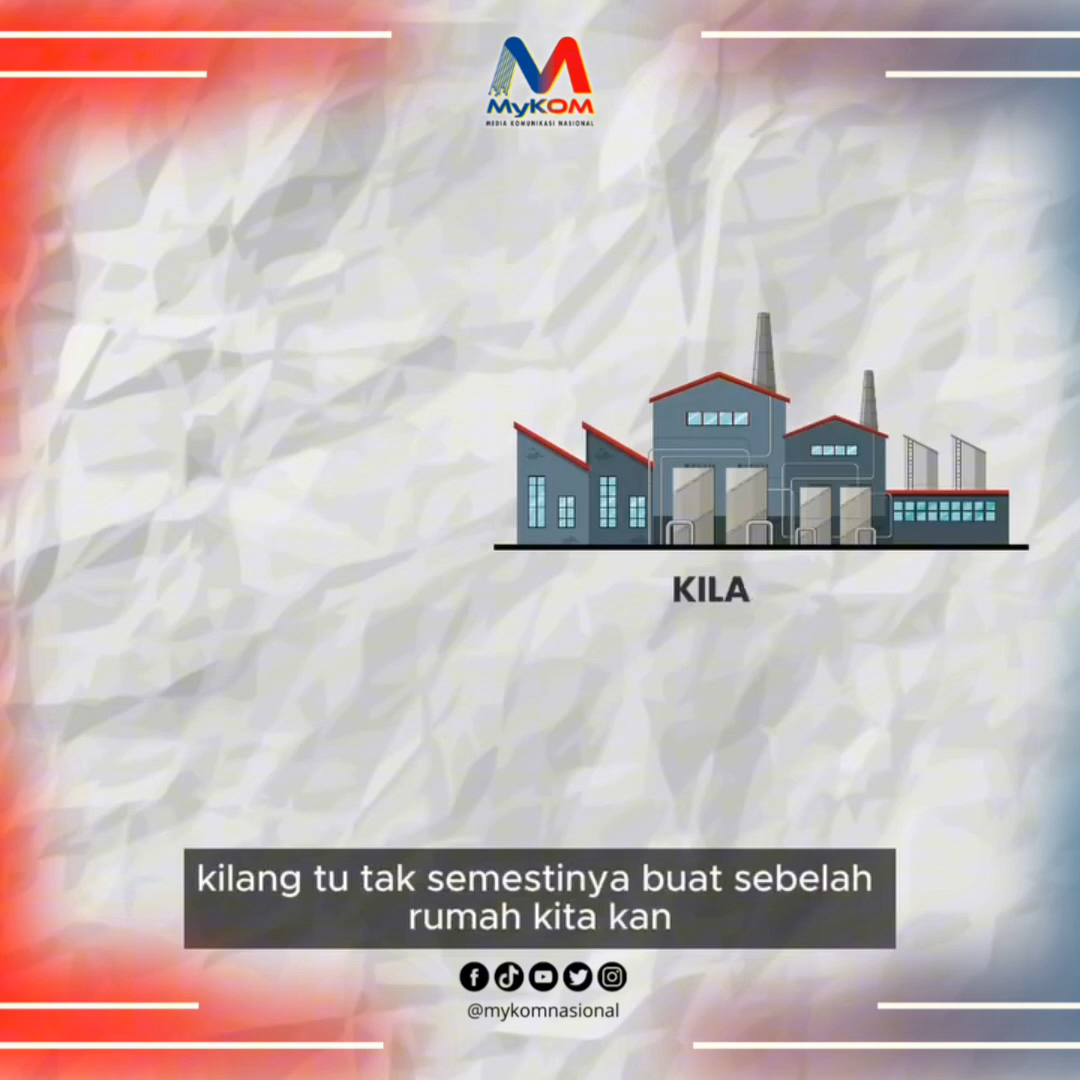 MyKOM
MEDIA KOMUNIKASI NASIONAL
KILA
kilang tu tak semestinya buat sebelah
rumah kita kan
@mykomnasional